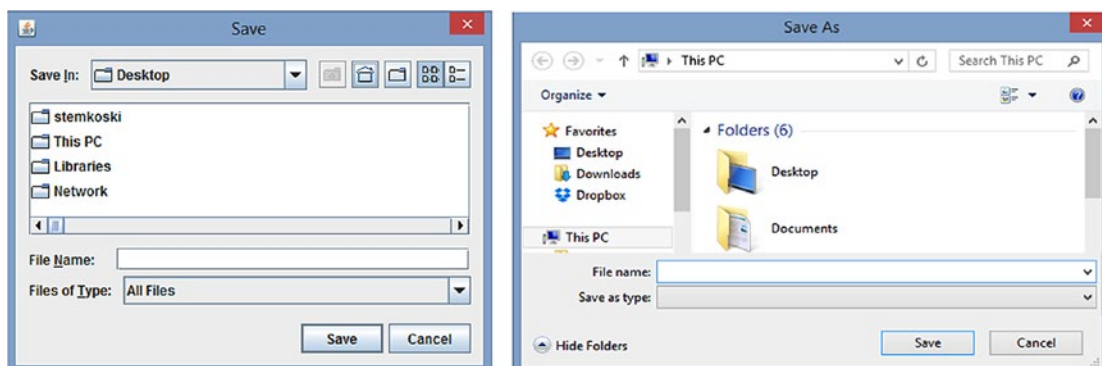 Save
Save In: Desktop
stemkoski
This PC
Libraries
Network
File Name:
Files of Type: All Files
Save Cancel
Save As
This PC Search This PC
Organize
Favorites
Desktop
Downloads
Dropbox
This PC
Folders (6)
Desktop
Documents
File name:
Save as type:
Hide Folders Save Cancel